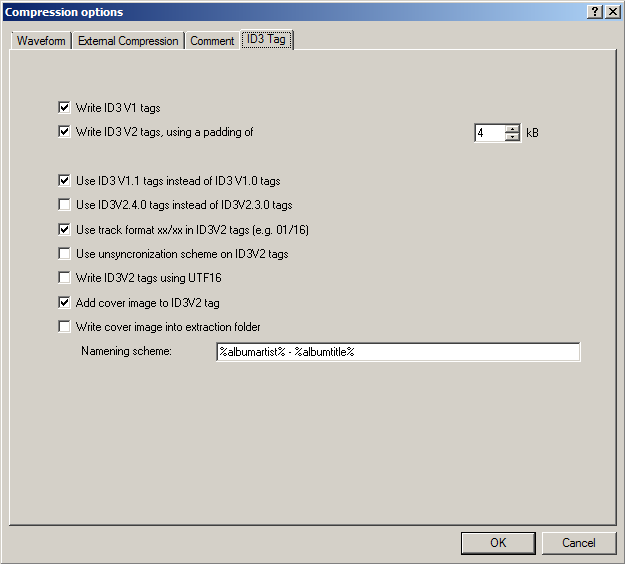 Compression options
Waveform External Compression Comment ID3 Tag
Write ID3 V1 tags
Write ID3 V2 tags, using a padding of 4 kB
Use ID3 V1.1 tags instead of ID3 V1.0 tags
Use ID3V2.4.0 tags instead of ID3V2.3.0 tags
Use track format xx/xx in ID3V2 tags (e.g. 01/16)
Use unsyncronization scheme on ID3V2 tags
Write ID3V2 tags using UTF16
Add cover image to ID3V2 tag
Write cover image into extraction folder
Namening scheme: %albumartist% - %albumtitle%
OK Cancel